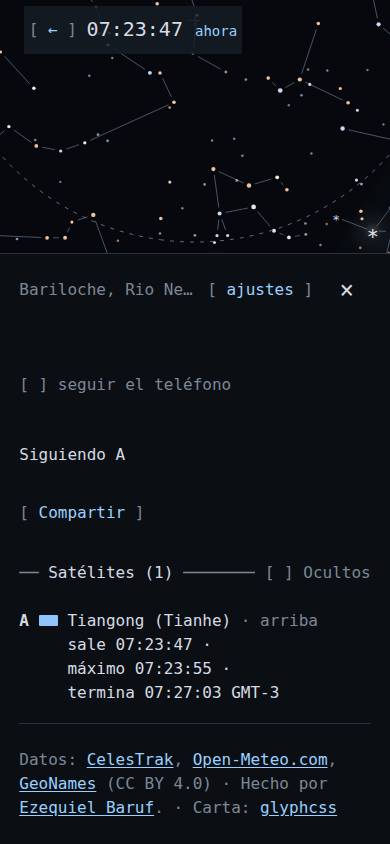 [ ← ] 07:23:47 ahora
* *
Bariloche, Rio Ne… [ ajustes ] ×
[ ] seguir el teléfono
Siguiendo A
[ Compartir ]
── Satélites (1) ──────── [ ] Ocultos
A Tiangong (Tianhe) · arriba
sale 07:23:47 ·
máximo 07:23:55 ·
termina 07:27:03 GMT-3
Datos: CelesTrak, Open-Meteo.com,
GeoNames (CC BY 4.0) · Hecho por
Ezequiel Baruf. · Carta: glyphcss